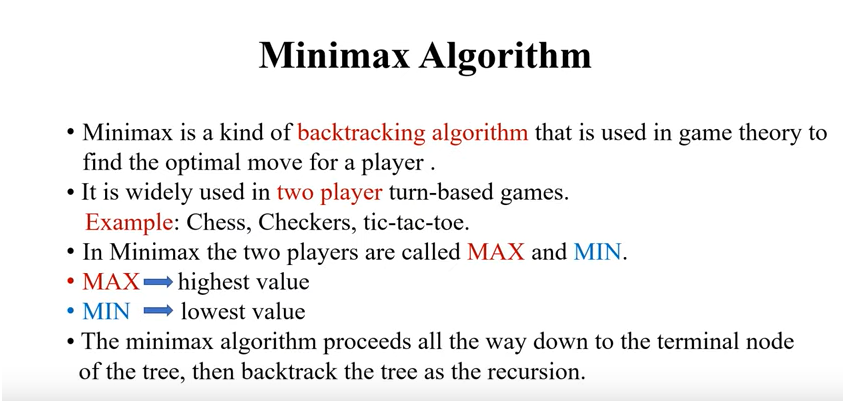 Minimax Algorithm
• Minimax is a kind of backtracking algorithm that is used in game theory to
find the optimal move for a player .
• It is widely used in two player turn-based games.
Example: Chess, Checkers, tic-tac-toe.
• In Minimax the two players are called MAX and MIN.
• MAX ➡ highest value
• MIN ➡ lowest value
• The minimax algorithm proceeds all the way down to the terminal node
of the tree, then backtrack the tree as the recursion.